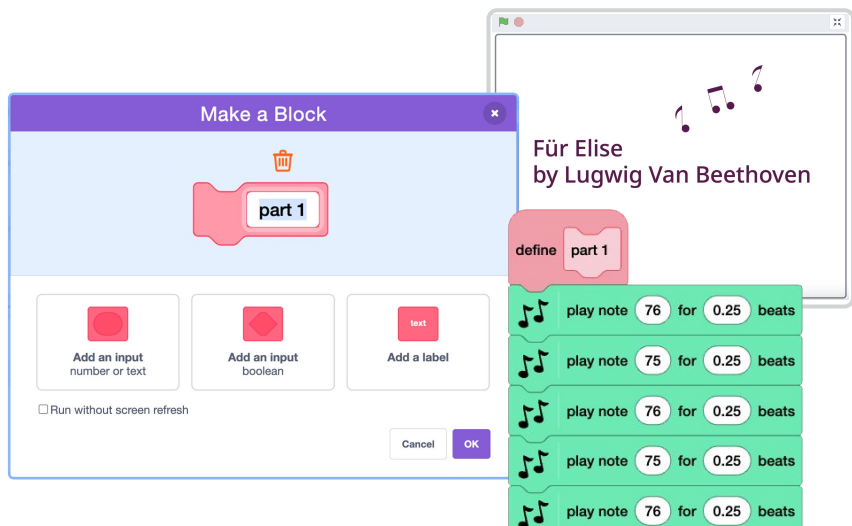 Make a Block
part 1
Add an input
number or text
Add an input
boolean
text
Add a label
Run without screen refresh
Cancel
OK
Für Elise
by Lugwig Van Beethoven
define part 1
play note 76 for 0.25 beats
play note 75 for 0.25 beats
play note 76 for 0.25 beats
play note 75 for 0.25 beats
play note 76 for 0.25 beats